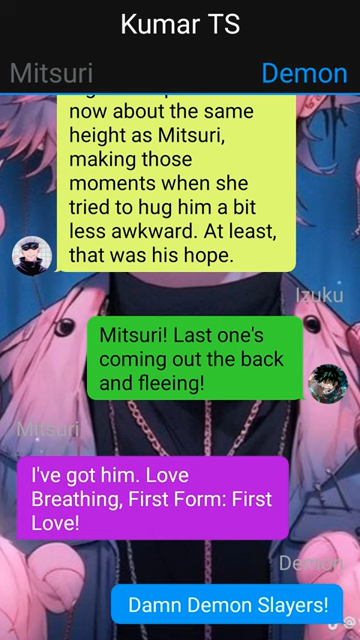 Kumar TS
Mitsuri
Demon
now about the same
height as Mitsuri,
making those
moments when she
tried to hug him a bit
less awkward. At least,
that was his hope.
Izuku
Mitsuri! Last one's
coming out the back
and fleeing!
Mitsuri
I've got him. Love
Breathing, First Form: First
Love!
Demon
Damn Demon Slayers!